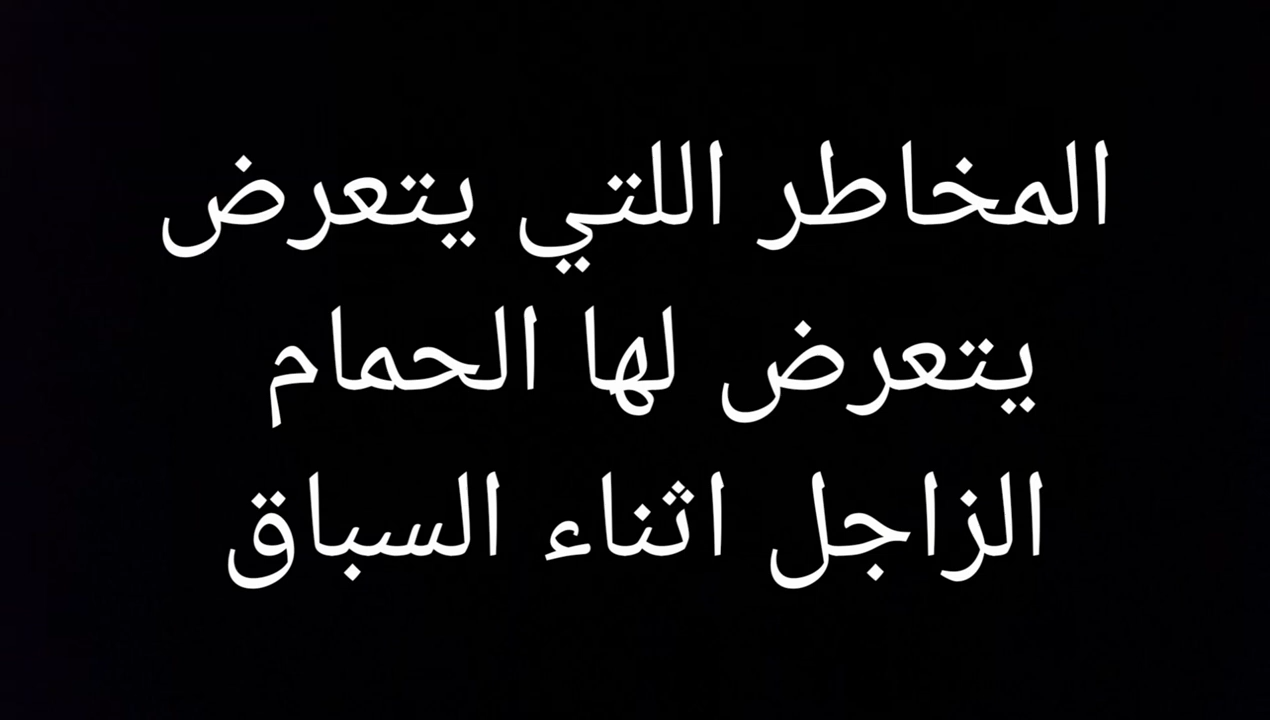 المخاطر اللتي يتعرض
يتعرض لها الحمام
الزاجل اثناء السباق